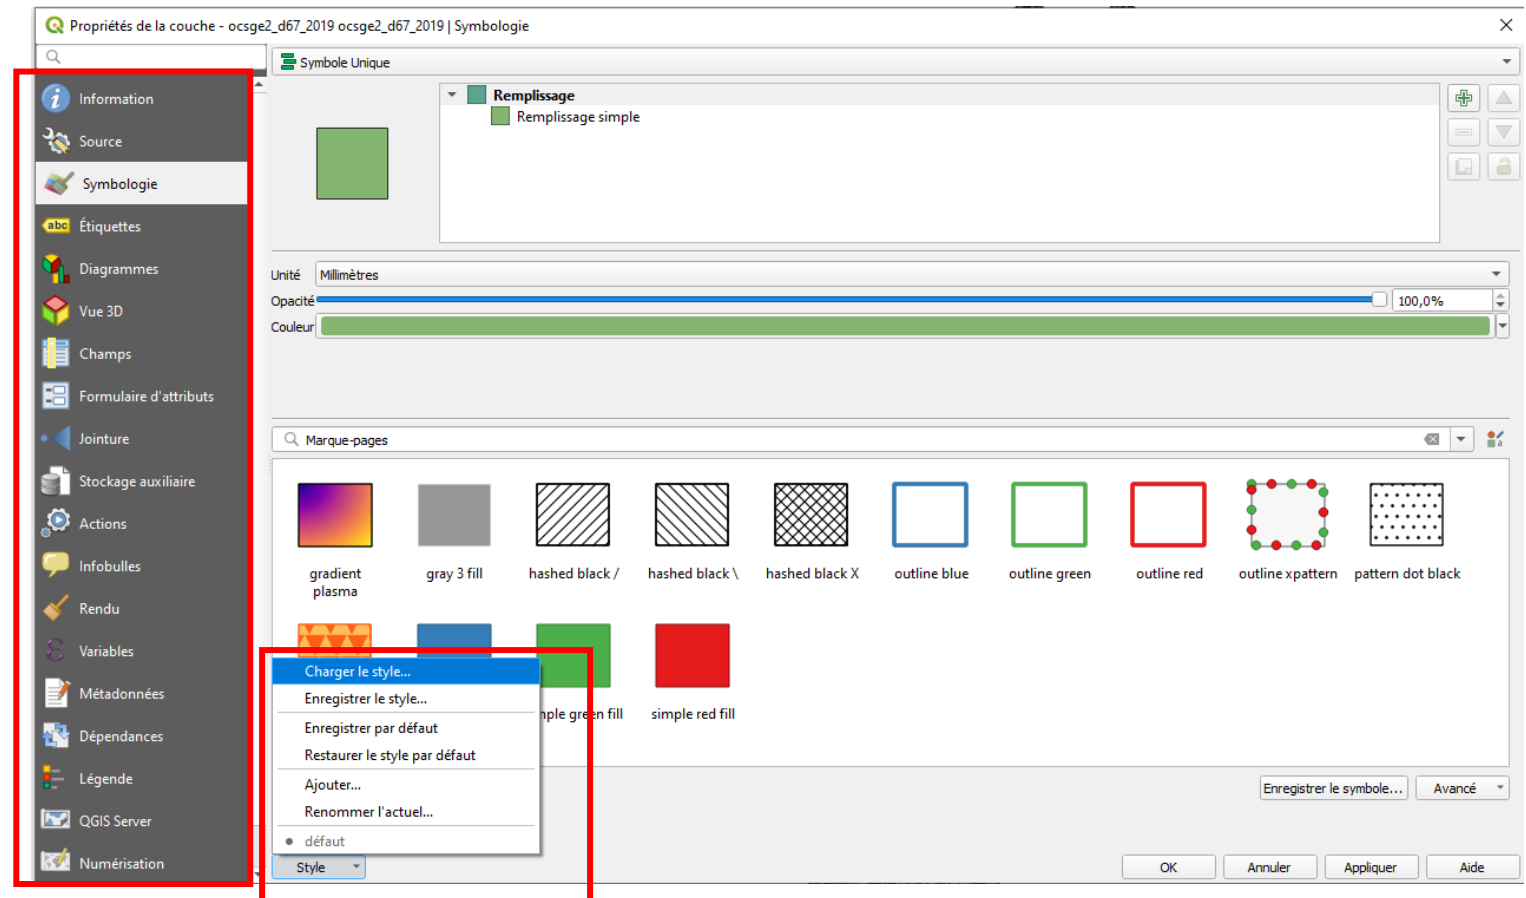 Propriétés de la couche - ocsge2_d67_2019 ocsge2_d67_2019 | Symbologie
Symbole Unique
Information
Source
Symbologie
abc Étiquettes
Diagrammes
Vue 3D
Champs
Formulaire d'attributs
Jointure
Stockage auxiliaire
Actions
Infobulles
Rendu
Variables
Métadonnées
Dépendances
Légende
QGIS Server
Numérisation
Remplissage
Remplissage simple
Unité Millimètres
Opacité 100,0%
Couleur
Marque-pages
gradient plasma
gray 3 fill
hashed black /
hashed black \
hashed black X
outline blue
outline green
outline red
outline xpattern
pattern dot black
green fill
simple red fill
Charger le style...
Enregistrer le style...
Enregistrer par défaut
Restaurer le style par défaut
Ajouter...
Renommer l'actuel...
défaut
Enregistrer le symbole...
Avancé
Style
OK
Annuler
Appliquer
Aide